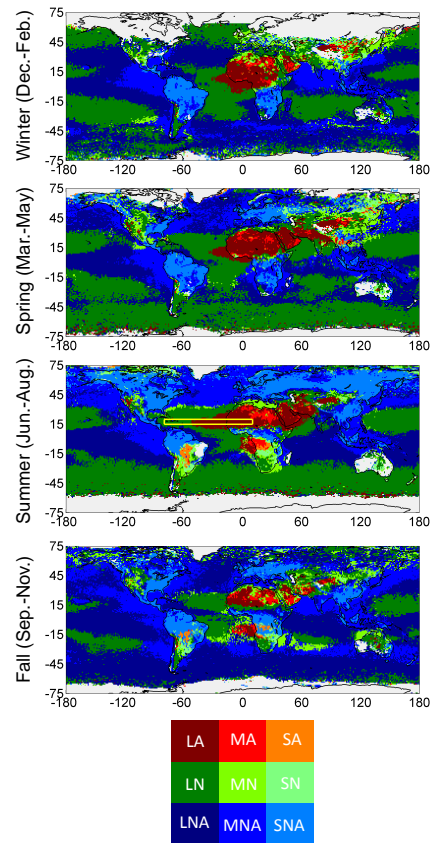 Winter (Dec.-Feb.)
75
45
15
-15
-45
-75
-180 -120 -60 0 60 120 180
Spring (Mar.-May)
75
45
15
-15
-45
-75
-180 -120 -60 0 60 120 180
Summer (Jun.-Aug.)
75
45
15
-15
-45
-75
-180 -120 -60 0 60 120 180
Fall (Sep.-Nov.)
75
45
15
-15
-45
-75
-180 -120 -60 0 60 120 180
LA MA SA
LN MN SN
LNA MNA SNA